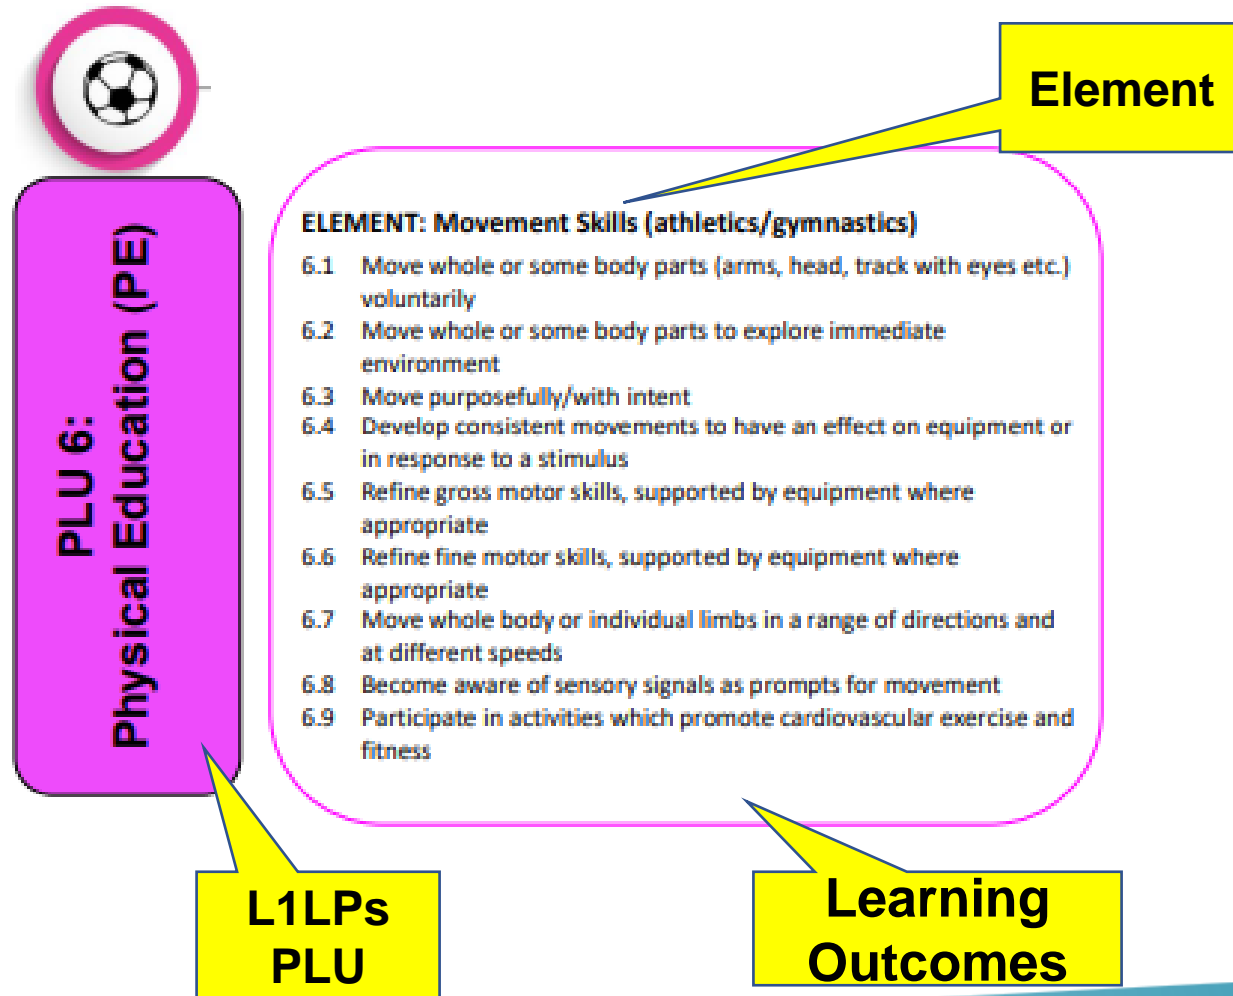 Element
PLU 6:
Physical Education (PE)
ELEMENT: Movement Skills (athletics/gymnastics)
6.1 Move whole or some body parts (arms, head, track with eyes etc.)
voluntarily
6.2 Move whole or some body parts to explore immediate
environment
6.3 Move purposefully/with intent
6.4 Develop consistent movements to have an effect on equipment or
in response to a stimulus
6.5 Refine gross motor skills, supported by equipment where
appropriate
6.6 Refine fine motor skills, supported by equipment where
appropriate
6.7 Move whole body or individual limbs in a range of directions and
at different speeds
6.8 Become aware of sensory signals as prompts for movement
6.9 Participate in activities which promote cardiovascular exercise and
fitness
L1LPs
PLU
Learning
Outcomes